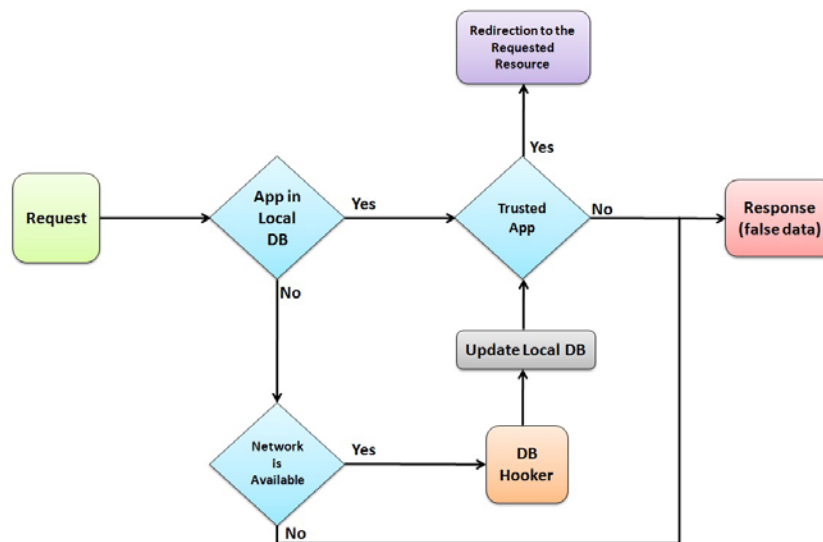 Redirection to the
Requested
Resource
Yes
Request
App in
Local
DB
Yes
Trusted
App
No
Response
(false data)
No
Update Local DB
Network
is
Available
Yes
DB
Hooker
No